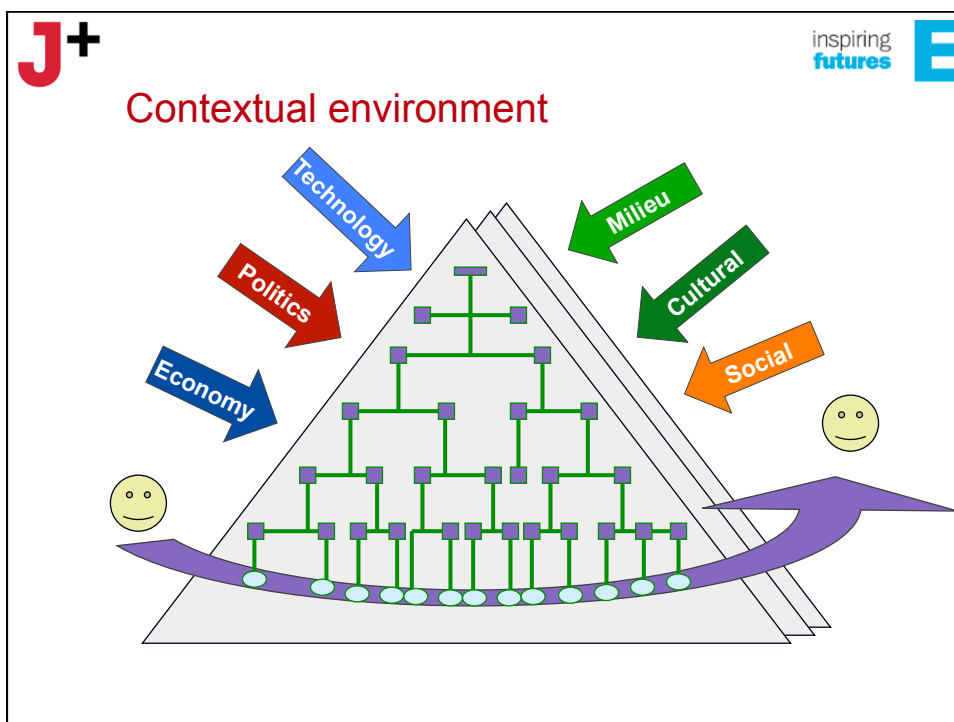 J+
inspiring
futures
E
Contextual environment
Technology
Politics
Economy
Milieu
Cultural
Social